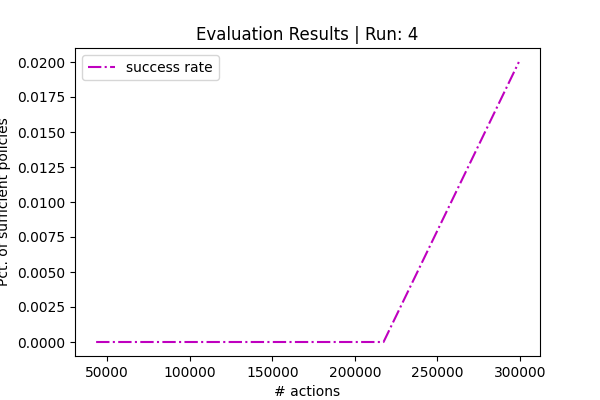 Evaluation Results | Run: 4
success rate
0.0200
0.0175
0.0150
0.0125
0.0100
0.0075
0.0050
0.0025
0.0000
Pct. of sufficient policies
50000 100000 150000 200000 250000 300000
# actions